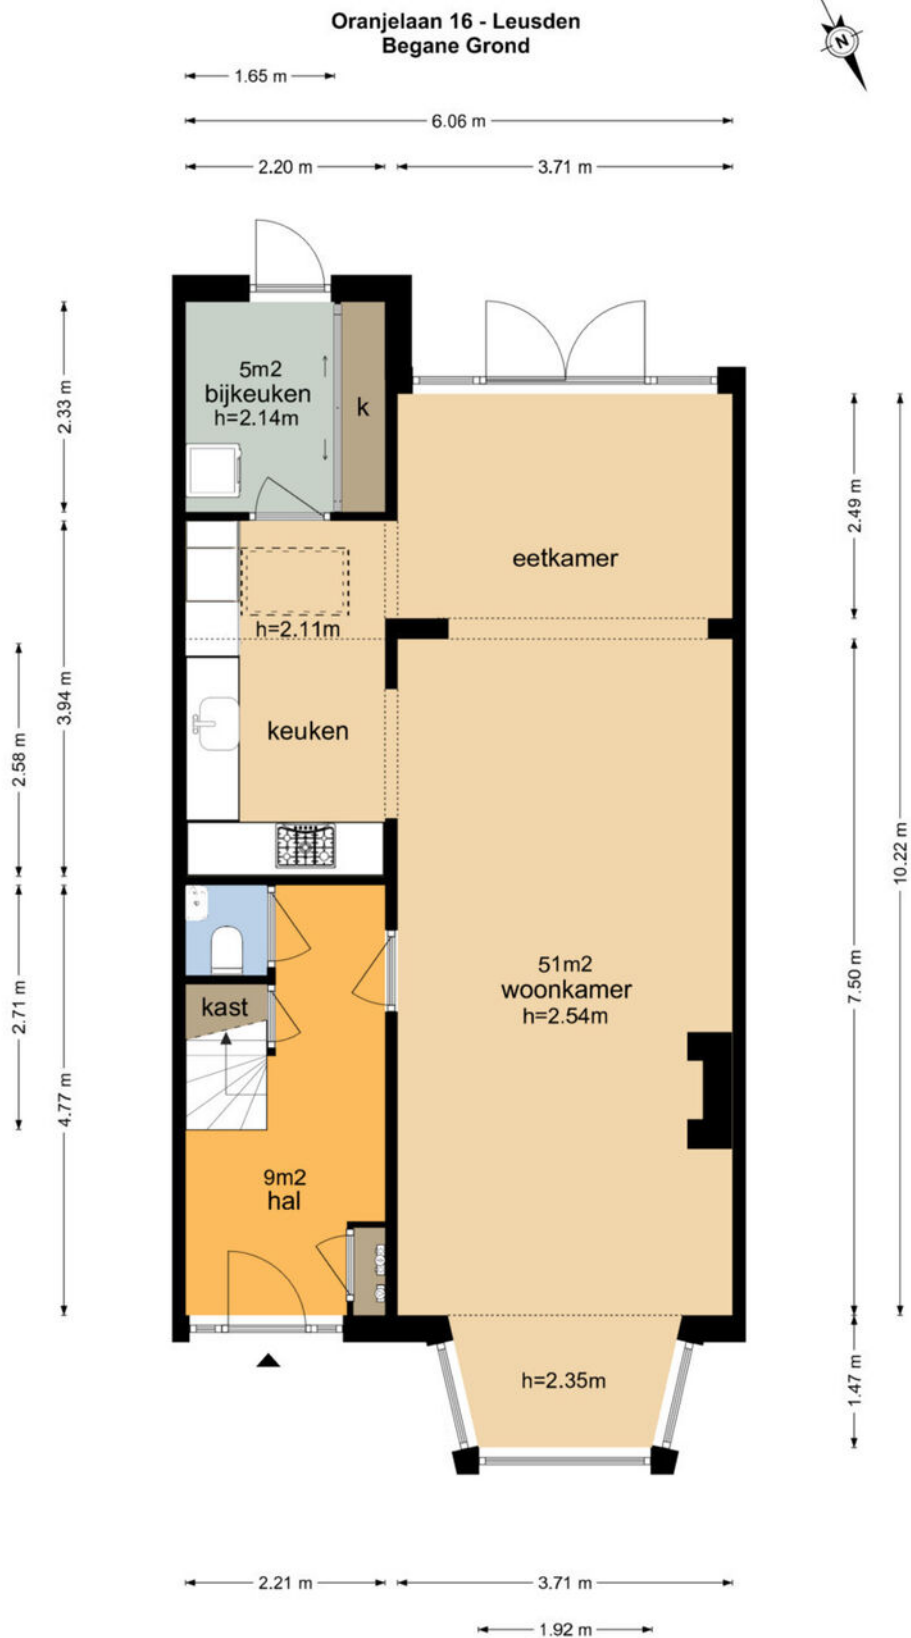 Oranjelaan 16 - Leusden
Begane Grond
N
1.65 m
6.06 m
2.20 m
3.71 m
5m2
bijkeuken
h=2.14m
k
2.33 m
2.49 m
eetkamer
h=2.11m
keuken
3.94 m
2.58 m
10.22 m
51m2
woonkamer
h=2.54m
7.50 m
kast
2.71 m
4.77 m
9m2
hal
h=2.35m
1.47 m
2.21 m
3.71 m
1.92 m